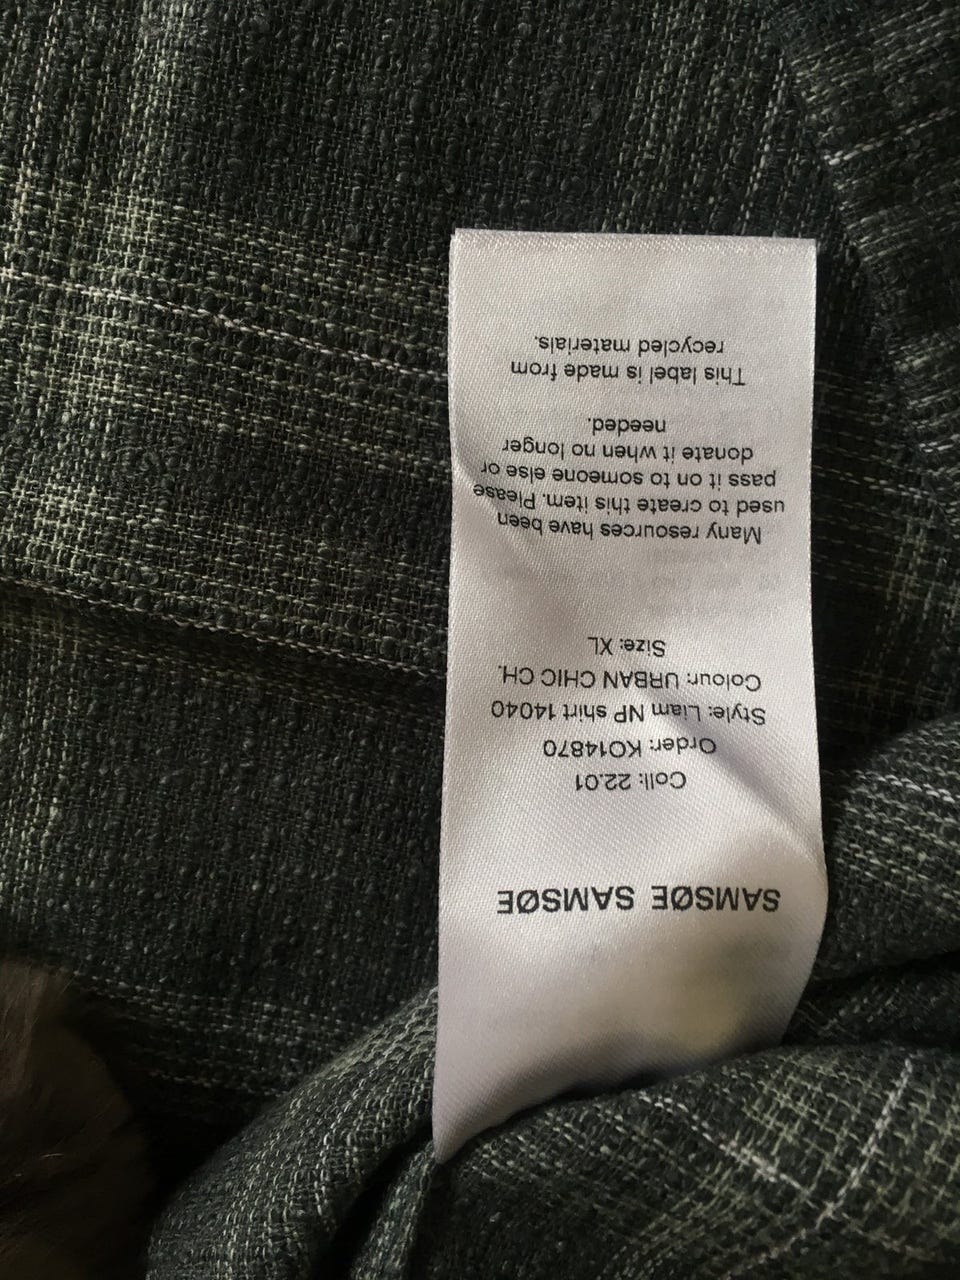 SAMSØE SAMSØE
Coll: 22.01
Order: KO14870
Style: Liam NP shirt 14040
Colour: URBAN CHIC CH.
Size: XL
Many resources have been
used to create this item. Please
pass it on to someone else or
donate it when no longer
needed.
This label is made from
recycled materials.